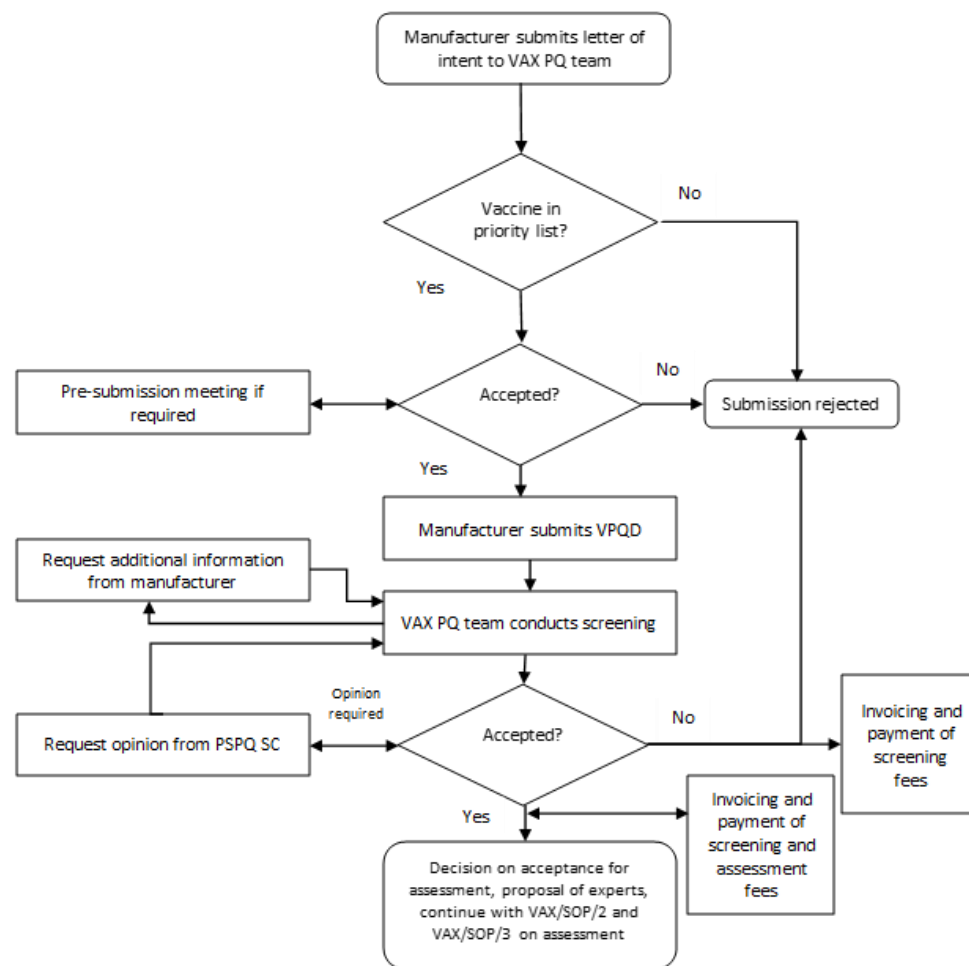 Manufacturer submits letter of
intent to VAX PQ team
Vaccine in
priority list?
No
Yes
Pre-submission meeting if
required
Accepted?
No
Submission rejected
Yes
Manufacturer submits VPQD
Request additional information
from manufacturer
VAX PQ team conducts screening
Opinion
required
Request opinion from PSPQ SC
Accepted?
No
Invoicing and
payment of
screening
fees
Yes
Invoicing and
payment of
screening and
assessment
fees
Decision on acceptance for
assessment, proposal of experts,
continue with VAX/SOP/2 and
VAX/SOP/3 on assessment